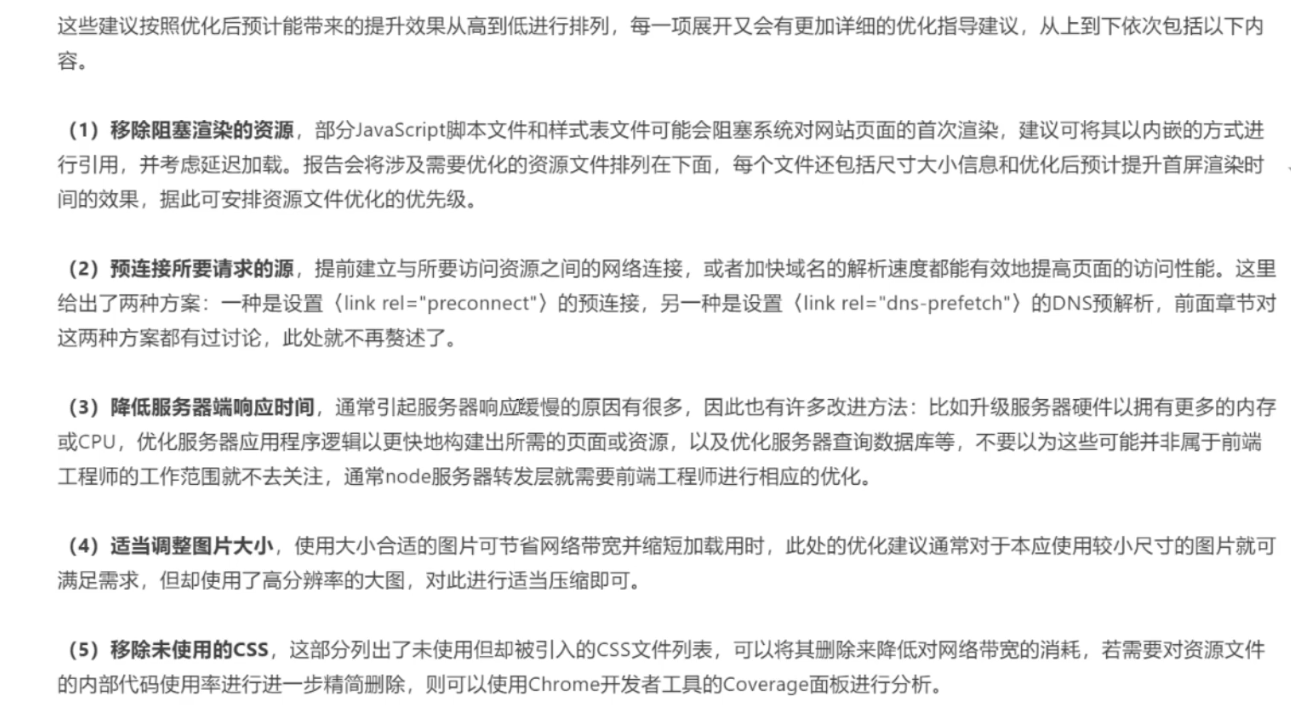 这些建议按照优化后预计能带来的提升效果从高到低进行排列，每一项展开又会有更加详细的优化指导建议，从上到下依次包括以下内
容。
（1）移除阻塞渲染的资源，部分JavaScript脚本文件和样式表文件可能会阻塞系统对网站页面的首次渲染，建议可将其以内嵌的方式进
行引用，并考虑延迟加载。报告会将涉及需要优化的资源文件排列在下面，每个文件还包括尺寸大小信息和优化后预计提升首屏渲染时
间的效果，据此可安排资源文件优化的优先级。
（2）预连接所要请求的源，提前建立与所要访问资源之间的网络连接，或者加快域名的解析速度都能有效地提高页面的访问性能。这里
给出了两种方案：一种是设置〈link rel="preconnect"〉的预连接，另一种是设置〈link rel="dns-prefetch"〉的DNS预解析，前面章节对
这两种方案都有过讨论，此处就不再赘述了。
（3）降低服务器端响应时间，通常引起服务器响应缓慢的原因有很多，因此也有许多改进方法：比如升级服务器硬件以拥有更多的内存
或CPU，优化服务器应用程序逻辑以更快地构建出所需的页面或资源，以及优化服务器查询数据库等，不要以为这些可能并非属于前端
工程师的工作范围就不去关注，通常node服务器转发层就需要前端工程师进行相应的优化。
（4）适当调整图片大小，使用大小合适的图片可节省网络带宽并缩短加载用时，此处的优化建议通常对于本应使用较小尺寸的图片就可
满足需求，但却使用了高分辨率的大图，对此进行适当压缩即可。
（5）移除未使用的CSS，这部分列出了未使用但却被引入的CSS文件列表，可以将其删除来降低对网络带宽的消耗，若需要对资源文件
的内部代码使用率进行进一步精简删除，则可以使用Chrome开发者工具的Coverage面板进行分析。